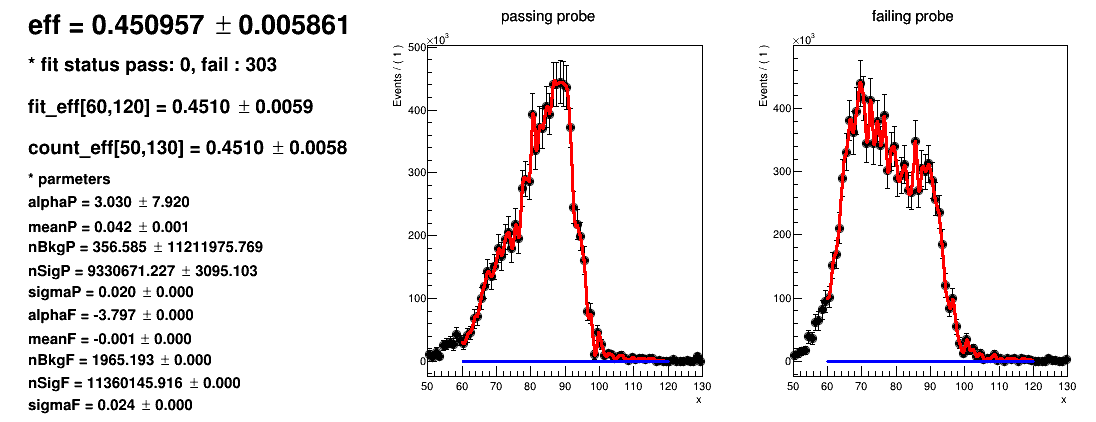 eff = 0.450957 ± 0.005861
* fit status pass: 0, fail : 303
fit_eff[60,120] = 0.4510 ± 0.0059
count_eff[50,130] = 0.4510 ± 0.0058
* parmeters
alphaP = 3.030 ± 7.920
meanP = 0.042 ± 0.001
nBkgP = 356.585 ± 11211975.769
nSigP = 9330671.227 ± 3095.103
sigmaP = 0.020 ± 0.000
alphaF = -3.797 ± 0.000
meanF = -0.001 ± 0.000
nBkgF = 1965.193 ± 0.000
nSigF = 11360145.916 ± 0.000
sigmaF = 0.024 ± 0.000
passing probe
×10³
Events / ( 1 )
500
400
300
200
100
0
50 60 70 80 90 100 110 120 130
x
failing probe
×10³
Events / ( 1 )
400
300
200
100
0
50 60 70 80 90 100 110 120 130
x